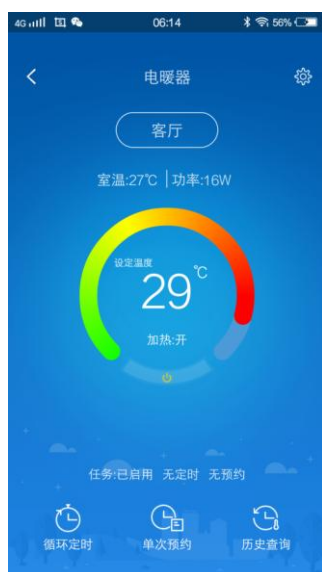 4G 06:14 56%
电暖器
客厅
室温:27℃ | 功率:16W
设定温度
29℃
加热:开
任务:已启用 无定时 无预约
循环定时 单次预约 历史查询